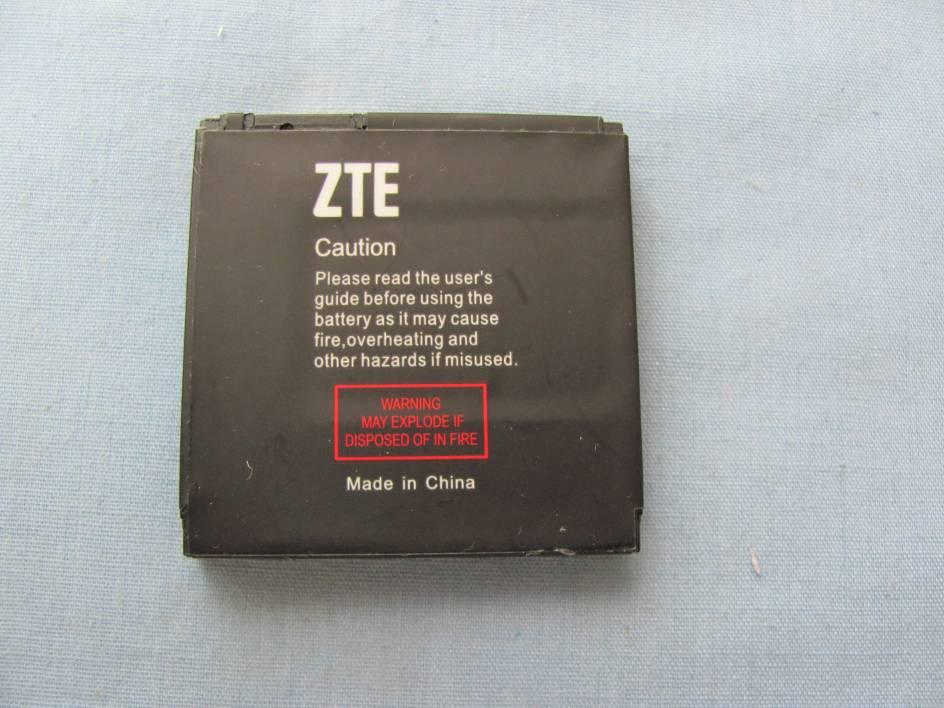 ZTE
Caution
Please read the user's
guide before using the
battery as it may cause
fire,overheating and
other hazards if misused.
WARNING
MAY EXPLODE IF
DISPOSED OF IN FIRE
Made in China